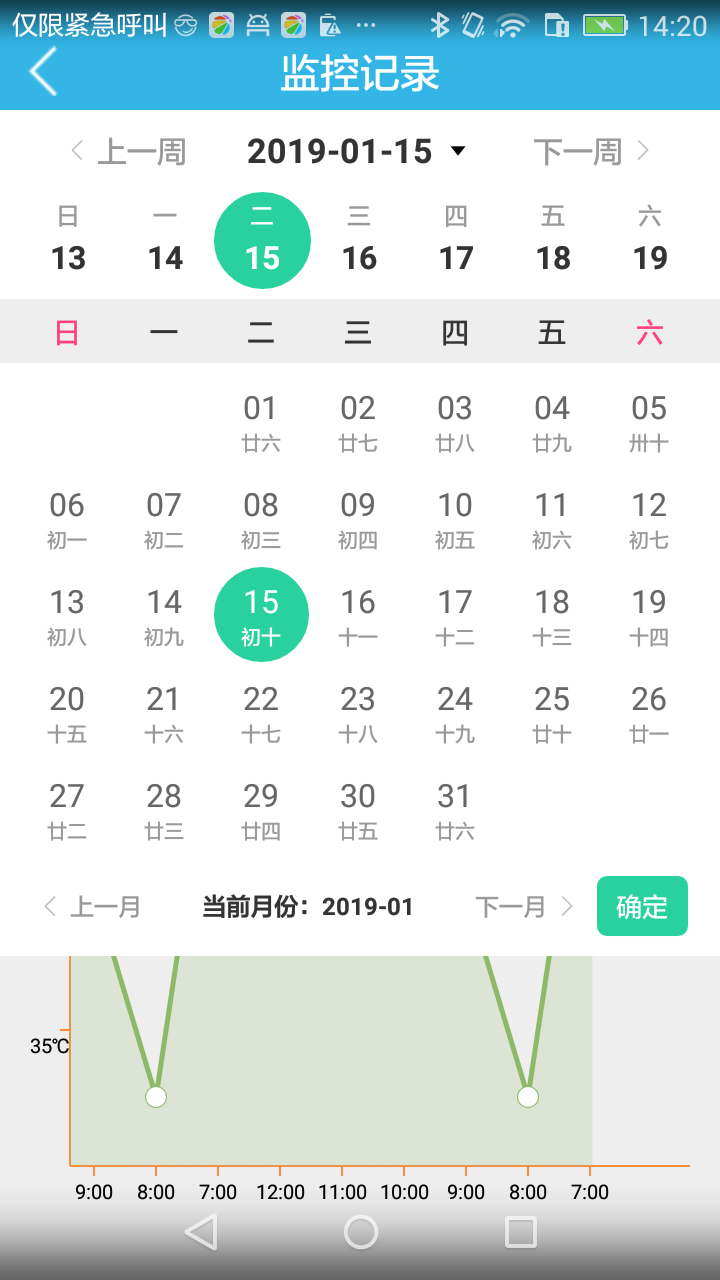 仅限紧急呼叫 ... 14:20
监控记录
上一周 2019-01-15 下一周
日 一 二 三 四 五 六
13 14 15 16 17 18 19
日 一 二 三 四 五 六
01 02 03 04 05
廿六 廿七 廿八 廿九 卅十
06 07 08 09 10 11 12
初一 初二 初三 初四 初五 初六 初七
13 14 15 16 17 18 19
初八 初九 初十 十一 十二 十三 十四
20 21 22 23 24 25 26
十五 十六 十七 十八 十九 廿十 廿一
27 28 29 30 31
廿二 廿三 廿四 廿五 廿六
上一月 当前月份：2019-01 下一月 确定
35℃
9:00 8:00 7:00 12:00 11:00 10:00 9:00 8:00 7:00